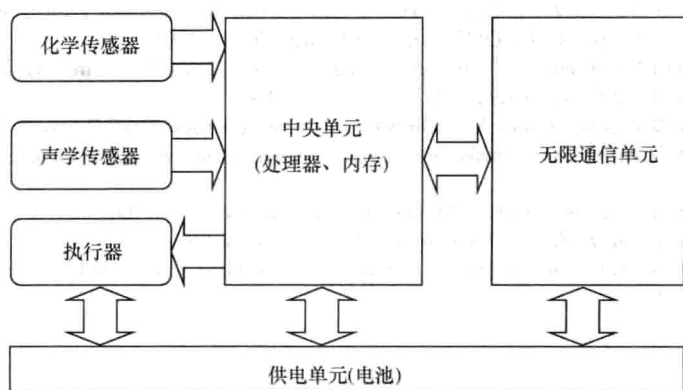 化学传感器
声学传感器
执行器
中央单元
(处理器、内存)
无限通信单元
供电单元(电池)